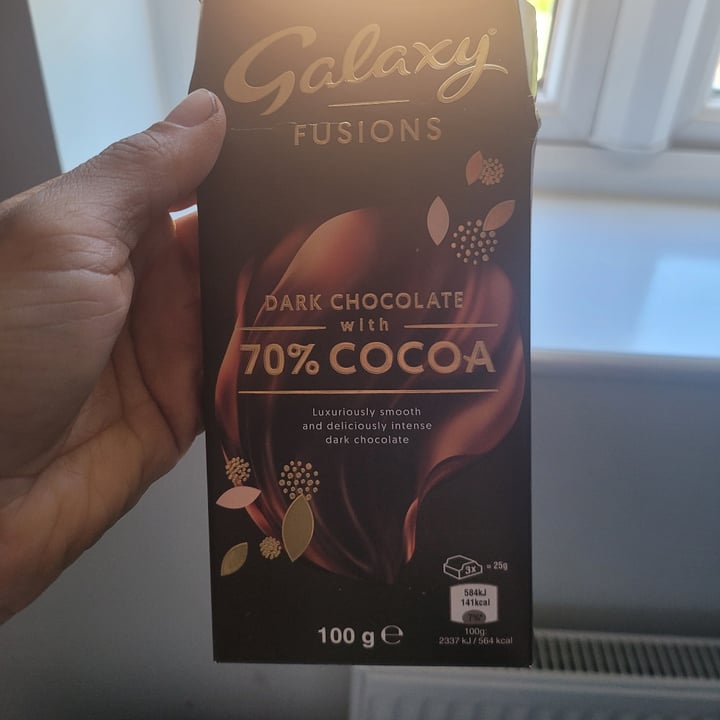 Galaxy
FUSIONS
DARK CHOCOLATE
with
70% COCOA
Luxuriously smooth
and deliciously intense
dark chocolate
3x = 25g
584kJ
141kcal
7%*
100g:
2337 kJ / 564 kcal
100 g ℮